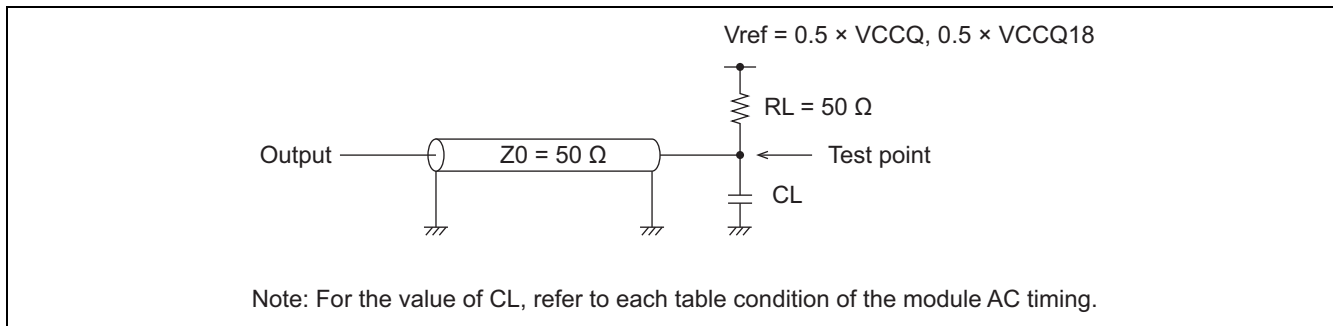 Vref = 0.5 × VCCQ, 0.5 × VCCQ18
RL = 50 Ω
Output
Z0 = 50 Ω
Test point
CL
Note: For the value of CL, refer to each table condition of the module AC timing.